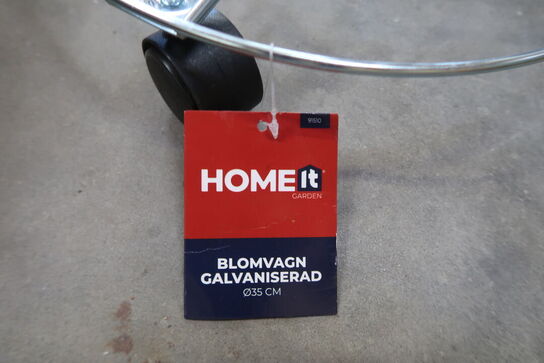 91510
HOME It
GARDEN
BLOMVAGN
GALVANISERAD
Ø35 CM